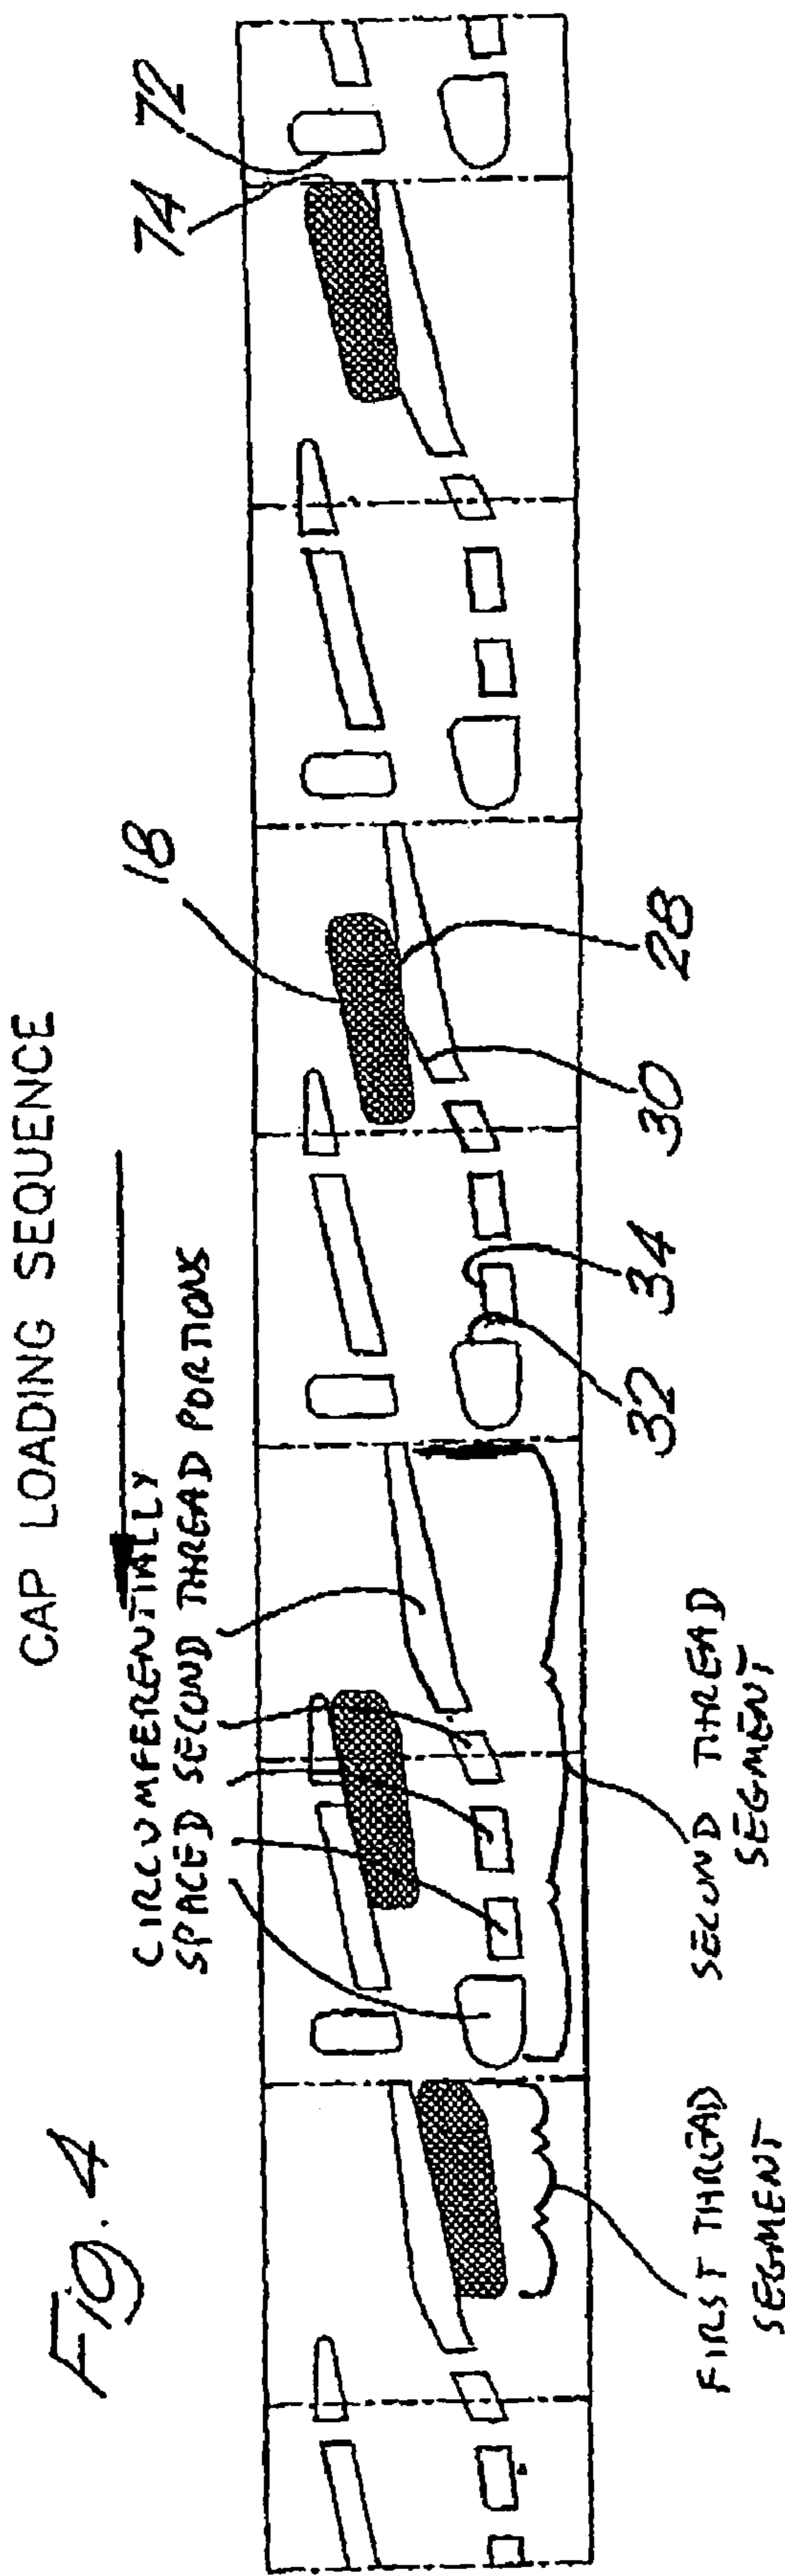 Fig. 4
CAP LOADING SEQUENCE
CIRCUMFERENTIALLY
SPACED SECOND THREAD PORTIONS
18
74
72
FIRST THREAD
SEGMENT
SECOND THREAD
SEGMENT
32
34
30
28